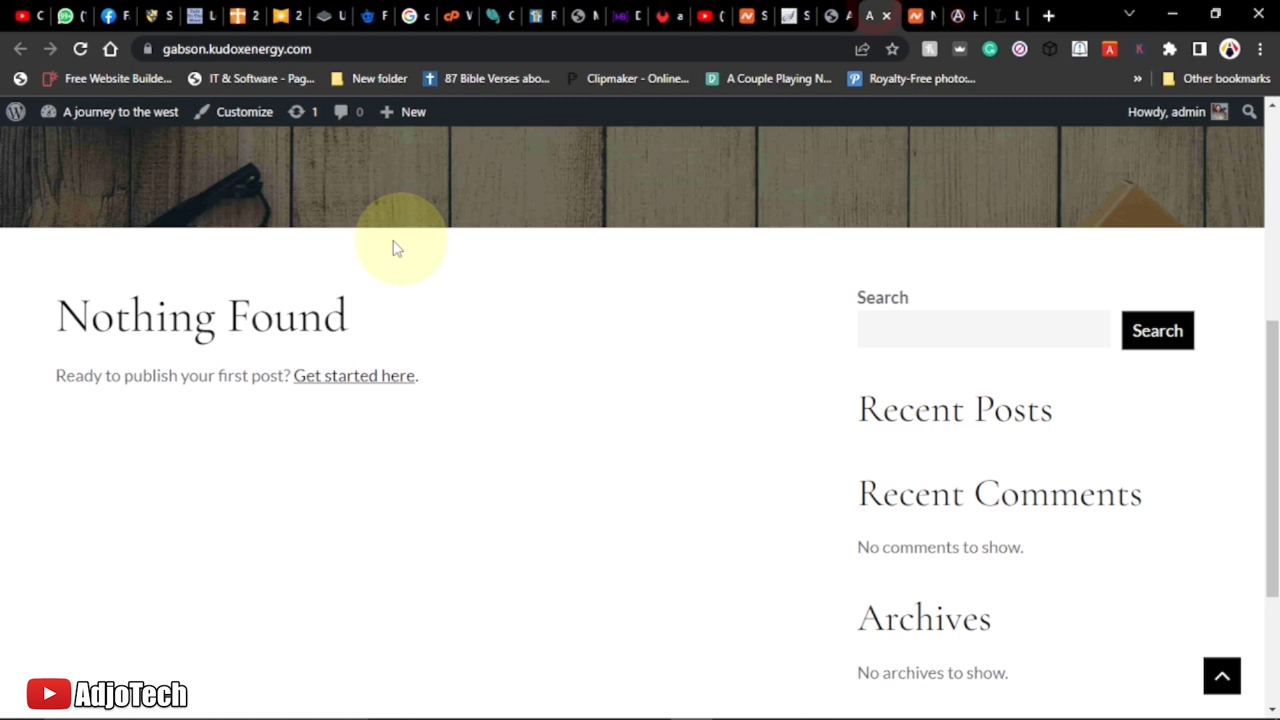 gabson.kudoxenergy.com
Free Website Builde...
IT & Software - Pag...
New folder
87 Bible Verses abo...
Clipmaker - Online...
A Couple Playing N...
Royalty-Free photo:...
»
Other bookmarks
A journey to the west
Customize
1
0
New
Howdy, admin
Nothing Found
Ready to publish your first post? Get started here.
Search
Search
Recent Posts
Recent Comments
No comments to show.
Archives
No archives to show.
AdjoTech